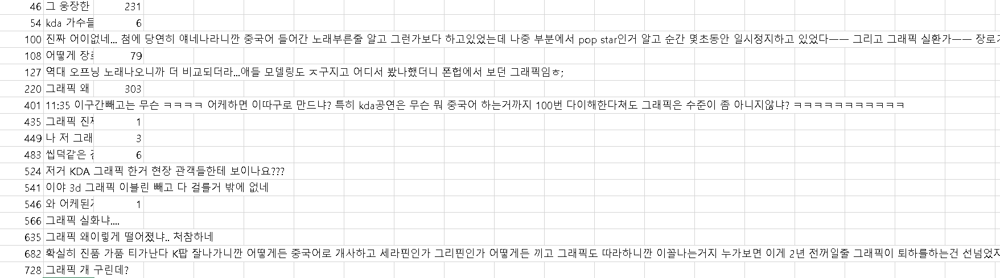 46 그 웅장한 231
54 kda 가수들 6
100 진짜 어이없네... 첨에 당연히 얘네나라니깐 중국어 들어간 노래부른줄 알고 그런가보다 하고있었는데 나중 부분에서 pop star인거 알고 순간 몇초동안 일시정지하고 있었다ㅡㅡ 그리고 그래픽 실환가ㅡㅡ
108 어떻게 79
127 역대 오프닝 노래나오니까 더 비교되더라...애들 모델링도 ㅈ구지고 어디서 봤나했더니 폰헙에서 보던 그래픽임ㅎ;
220 그래픽 왜 303
401 11:35 이구간빼고는 무슨 ㅋㅋㅋㅋ 어케하면 이따구로 만드냐? 특히 kda공연은 무슨 뭐 중국어 하는거까지 100번 다이해한다쳐도 그래픽은 수준이 좀 아니지않냐? ㅋㅋㅋㅋㅋㅋㅋㅋㅋㅋㅋ
435 그래픽 1
449 나 저 그래 3
483 씹덕같은 6
524 저거 KDA 그래픽 한거 현장 관객들한테 보이나요???
541 이야 3d 그래픽 이블린 빼고 다 걸를거 밖에 없네
546 와 1
566 그래픽 실화냐....
635 그래픽 왜이렇게 떨어졌냐.. 처참하네
682 확실히 진품 가품 티가난다 K팝 잘나가니깐 어떻게든 중국어로 개사하고 세라핀인가 그리핀인가 어떻게든 끼고 그래픽도 따라하니깐 이꼴나는거지 누가보면 이게 2년 전꺼일줄 그래픽이 퇴하를하는건 선넘었지
728 그래픽 개 구린데?